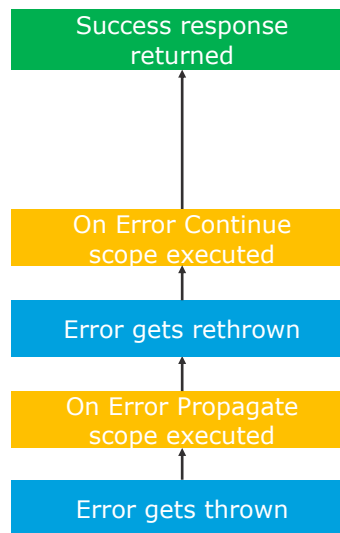 Success response
returned
On Error Continue
scope executed
Error gets rethrown
On Error Propagate
scope executed
Error gets thrown